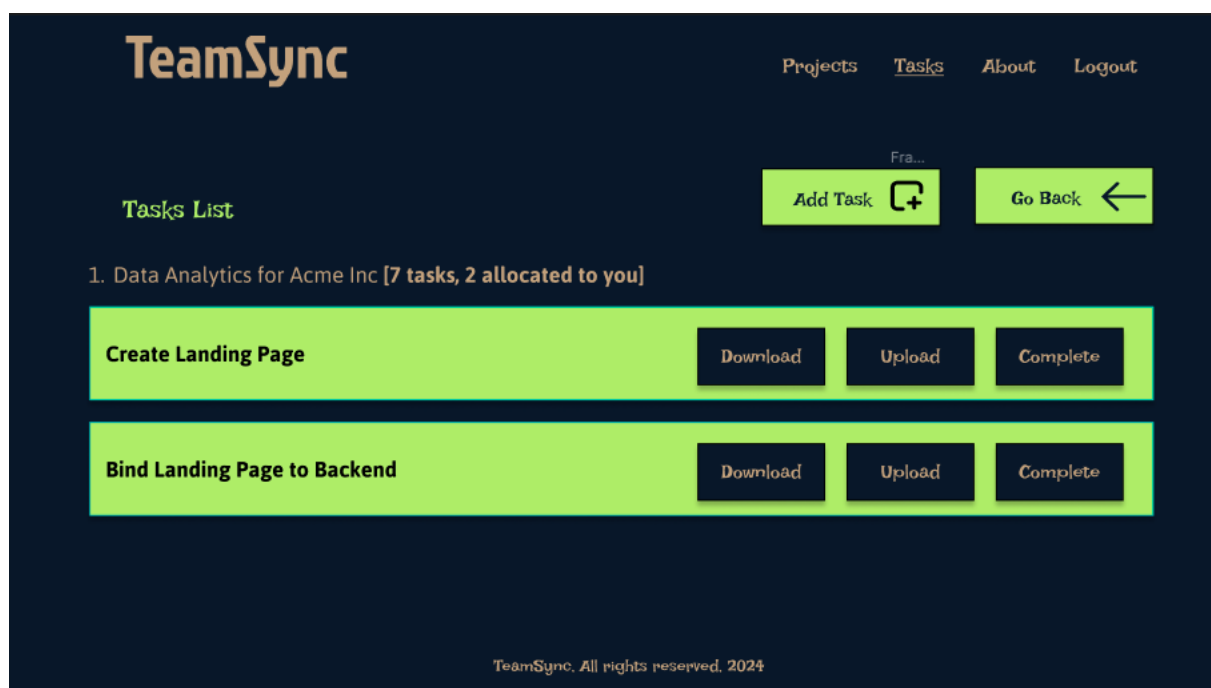 TeamSync
Projects Tasks About Logout
Fra...
Tasks List
Add Task
Go Back
1. Data Analytics for Acme Inc [7 tasks, 2 allocated to you]
Create Landing Page
Download Upload Complete
Bind Landing Page to Backend
Download Upload Complete
TeamSync. All rights reserved. 2024